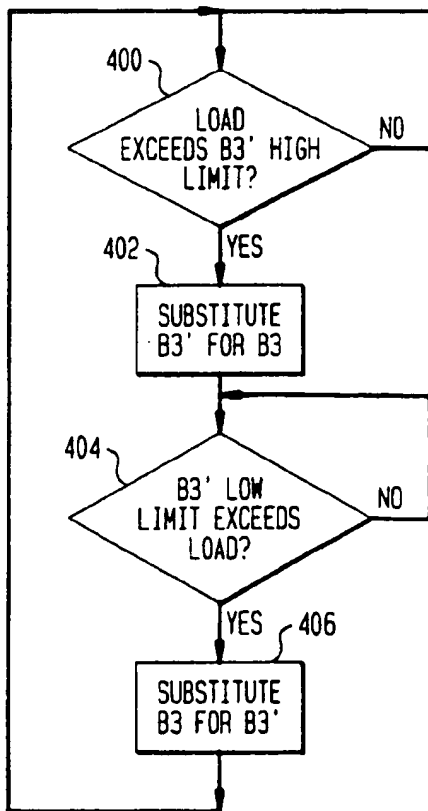 400
LOAD
EXCEEDS B3' HIGH
LIMIT?
NO
YES
402
SUBSTITUTE
B3' FOR B3
404
B3' LOW
LIMIT EXCEEDS
LOAD?
NO
YES
406
SUBSTITUTE
B3 FOR B3'